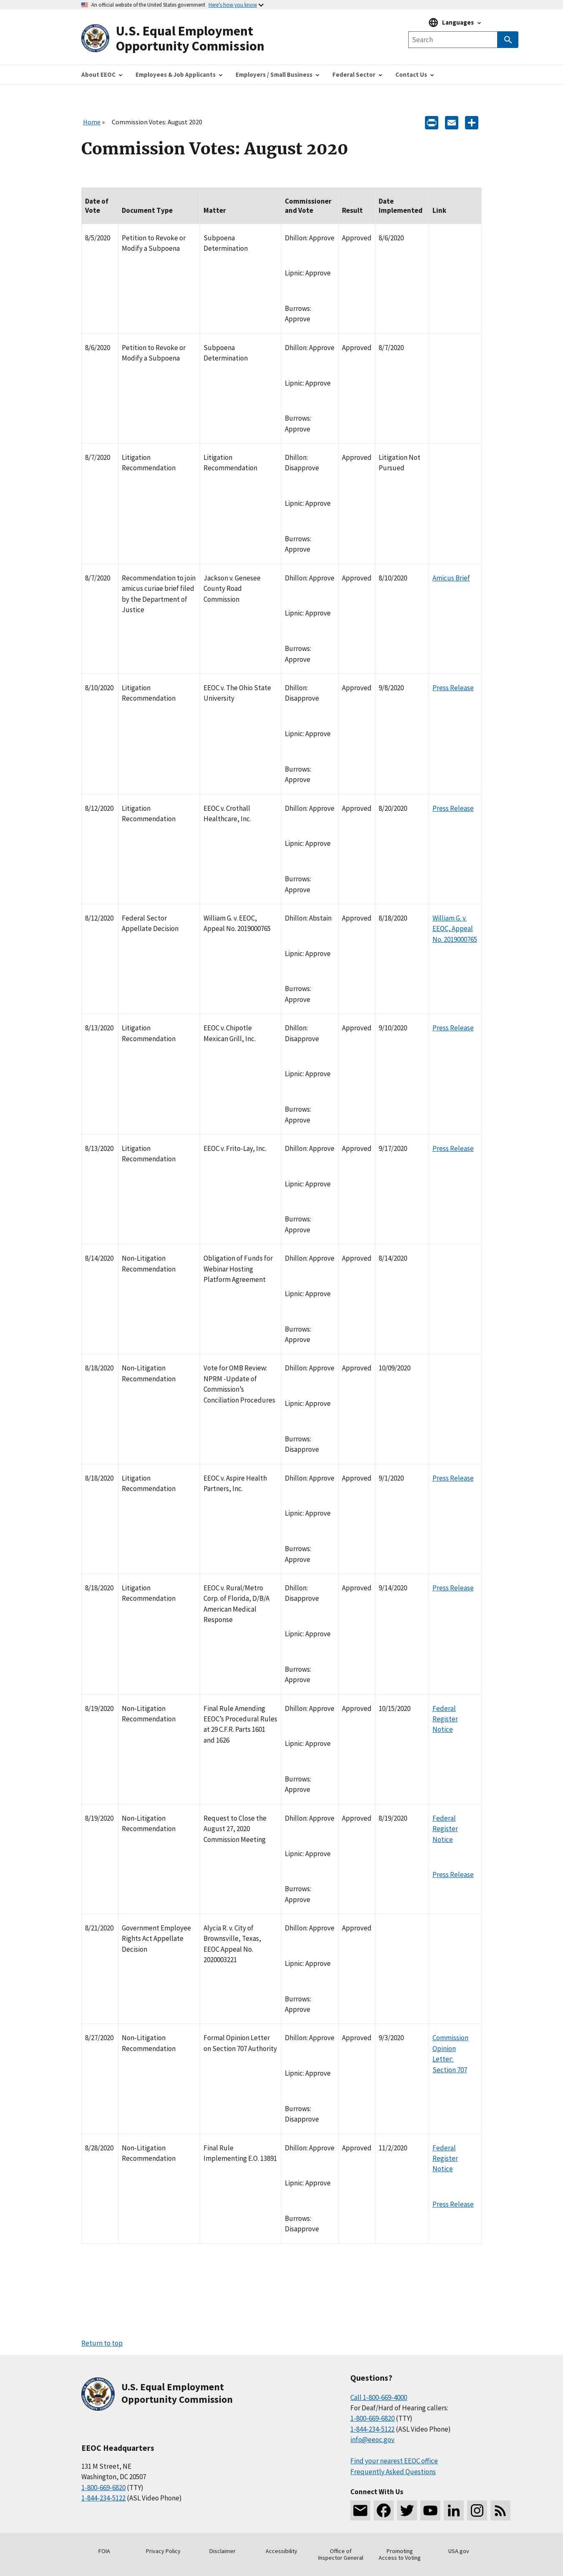 An official website of the United States government Here's how you know
U.S. Equal Employment
Opportunity Commission
Languages
Search
About EEOC
Employees & Job Applicants
Employers / Small Business
Federal Sector
Contact Us
Home » Commission Votes: August 2020
Commission Votes: August 2020
Date of
Vote
Document Type
Matter
Commissioner
and Vote
Result
Date
Implemented
Link
8/5/2020
Petition to Revoke or
Modify a Subpoena
Subpoena
Determination
Dhillon: Approve
Lipnic: Approve
Burrows:
Approve
Approved
8/6/2020
8/6/2020
Petition to Revoke or
Modify a Subpoena
Subpoena
Determination
Dhillon: Approve
Lipnic: Approve
Burrows:
Approve
Approved
8/7/2020
8/7/2020
Litigation
Recommendation
Litigation
Recommendation
Dhillon:
Disapprove
Lipnic: Approve
Burrows:
Approve
Approved
Litigation Not
Pursued
8/7/2020
Recommendation to join
amicus curiae brief filed
by the Department of
Justice
Jackson v. Genesee
County Road
Commission
Dhillon: Approve
Lipnic: Approve
Burrows:
Approve
Approved
8/10/2020
Amicus Brief
8/10/2020
Litigation
Recommendation
EEOC v. The Ohio State
University
Dhillon:
Disapprove
Lipnic: Approve
Burrows:
Approve
Approved
9/8/2020
Press Release
8/12/2020
Litigation
Recommendation
EEOC v. Crothall
Healthcare, Inc.
Dhillon: Approve
Lipnic: Approve
Burrows:
Approve
Approved
8/20/2020
Press Release
8/12/2020
Federal Sector
Appellate Decision
William G. v. EEOC,
Appeal No. 2019000765
Dhillon: Abstain
Lipnic: Approve
Burrows:
Approve
Approved
8/18/2020
William G. v.
EEOC, Appeal
No. 2019000765
8/13/2020
Litigation
Recommendation
EEOC v. Chipotle
Mexican Grill, Inc.
Dhillon:
Disapprove
Lipnic: Approve
Burrows:
Approve
Approved
9/10/2020
Press Release
8/13/2020
Litigation
Recommendation
EEOC v. Frito-Lay, Inc.
Dhillon: Approve
Lipnic: Approve
Burrows:
Approve
Approved
9/17/2020
Press Release
8/14/2020
Non-Litigation
Recommendation
Obligation of Funds for
Webinar Hosting
Platform Agreement
Dhillon: Approve
Lipnic: Approve
Burrows:
Approve
Approved
8/14/2020
8/18/2020
Non-Litigation
Recommendation
Vote for OMB Review:
NPRM -Update of
Commission's
Conciliation Procedures
Dhillon: Approve
Lipnic: Approve
Burrows:
Disapprove
Approved
10/09/2020
8/18/2020
Litigation
Recommendation
EEOC v. Aspire Health
Partners, Inc.
Dhillon: Approve
Lipnic: Approve
Burrows:
Approve
Approved
9/1/2020
Press Release
8/18/2020
Litigation
Recommendation
EEOC v. Rural/Metro
Corp. of Florida, D/B/A
American Medical
Response
Dhillon:
Disapprove
Lipnic: Approve
Burrows:
Approve
Approved
9/14/2020
Press Release
8/19/2020
Non-Litigation
Recommendation
Final Rule Amending
EEOC's Procedural Rules
at 29 C.F.R. Parts 1601
and 1626
Dhillon: Approve
Lipnic: Approve
Burrows:
Approve
Approved
10/15/2020
Federal
Register
Notice
8/19/2020
Non-Litigation
Recommendation
Request to Close the
August 27, 2020
Commission Meeting
Dhillon: Approve
Lipnic: Approve
Burrows:
Approve
Approved
8/19/2020
Federal
Register
Notice
Press Release
8/21/2020
Government Employee
Rights Act Appellate
Decision
Alycia R. v. City of
Brownsville, Texas,
EEOC Appeal No.
2020003221
Dhillon: Approve
Lipnic: Approve
Burrows:
Approve
Approved
8/27/2020
Non-Litigation
Recommendation
Formal Opinion Letter
on Section 707 Authority
Dhillon: Approve
Lipnic: Approve
Burrows:
Disapprove
Approved
9/3/2020
Commission
Opinion
Letter:
Section 707
8/28/2020
Non-Litigation
Recommendation
Final Rule
Implementing E.O. 13891
Dhillon: Approve
Lipnic: Approve
Burrows:
Disapprove
Approved
11/2/2020
Federal
Register
Notice
Press Release
Return to top
U.S. Equal Employment
Opportunity Commission
EEOC Headquarters
131 M Street, NE
Washington, DC 20507
1-800-669-6820 (TTY)
1-844-234-5122 (ASL Video Phone)
Questions?
Call 1-800-669-4000
For Deaf/Hard of Hearing callers:
1-800-669-6820 (TTY)
1-844-234-5122 (ASL Video Phone)
info@eeoc.gov
Find your nearest EEOC office
Frequently Asked Questions
Connect With Us
FOIA
Privacy Policy
Disclaimer
Accessibility
Office of
Inspector General
Promoting
Access to Voting
USA.gov